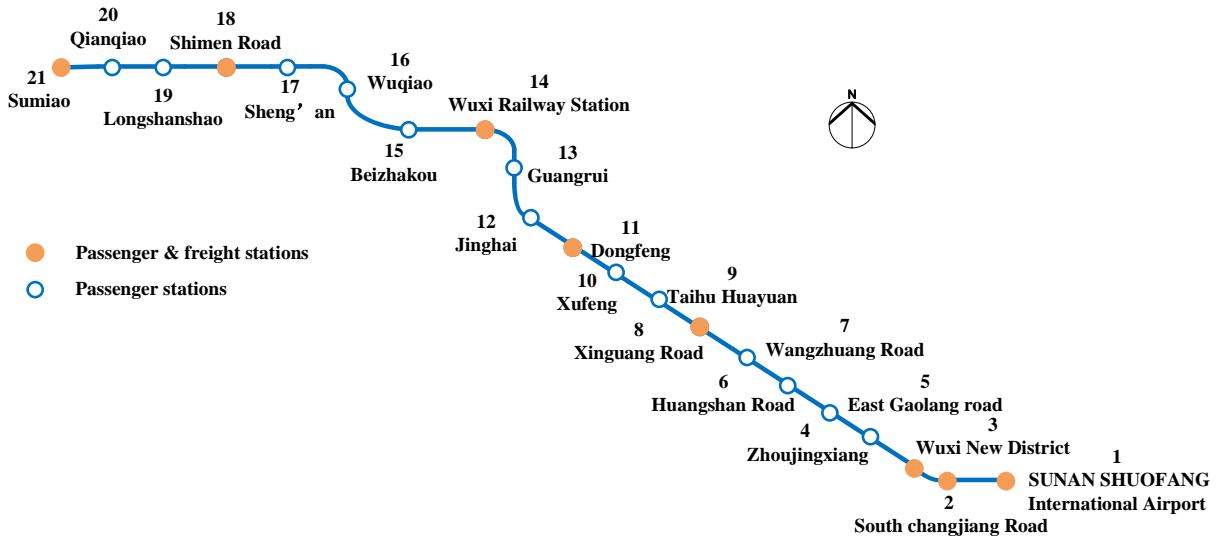 20
Qianqiao
18
Shimen Road
16
Wuqiao
14
Wuxi Railway Station
N
21
Sumiao
19
Longshanshao
17
Sheng’an
15
Beizhakou
13
Guangrui
12
Jinghai
11
Dongfeng
10
Xufeng
9
Taihu Huayuan
8
Xinguang Road
7
Wangzhuang Road
6
Huangshan Road
5
East Gaolang road
4
Zhoujingxiang
3
Wuxi New District
1
SUNAN SHUOFANG
International Airport
2
South changjiang Road
Passenger & freight stations
Passenger stations